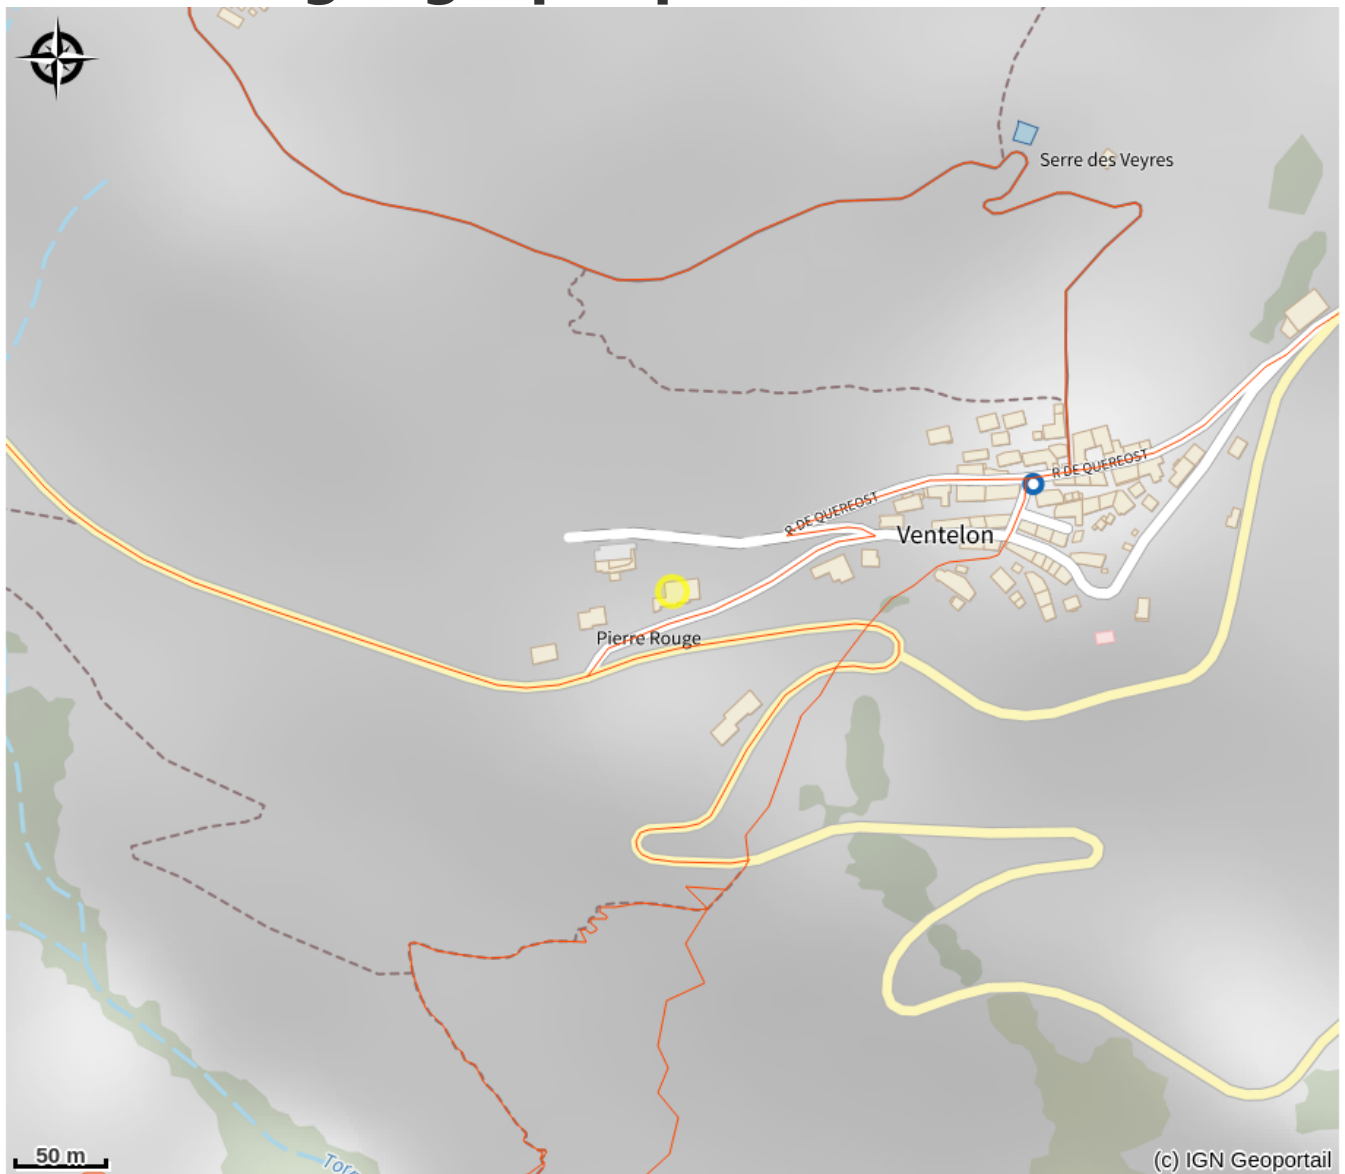 Serre des Veyres
R DE QUEREOST
R DE QUEREOST
Ventelon
Pierre Rouge
50 m
(c) IGN Geoportail